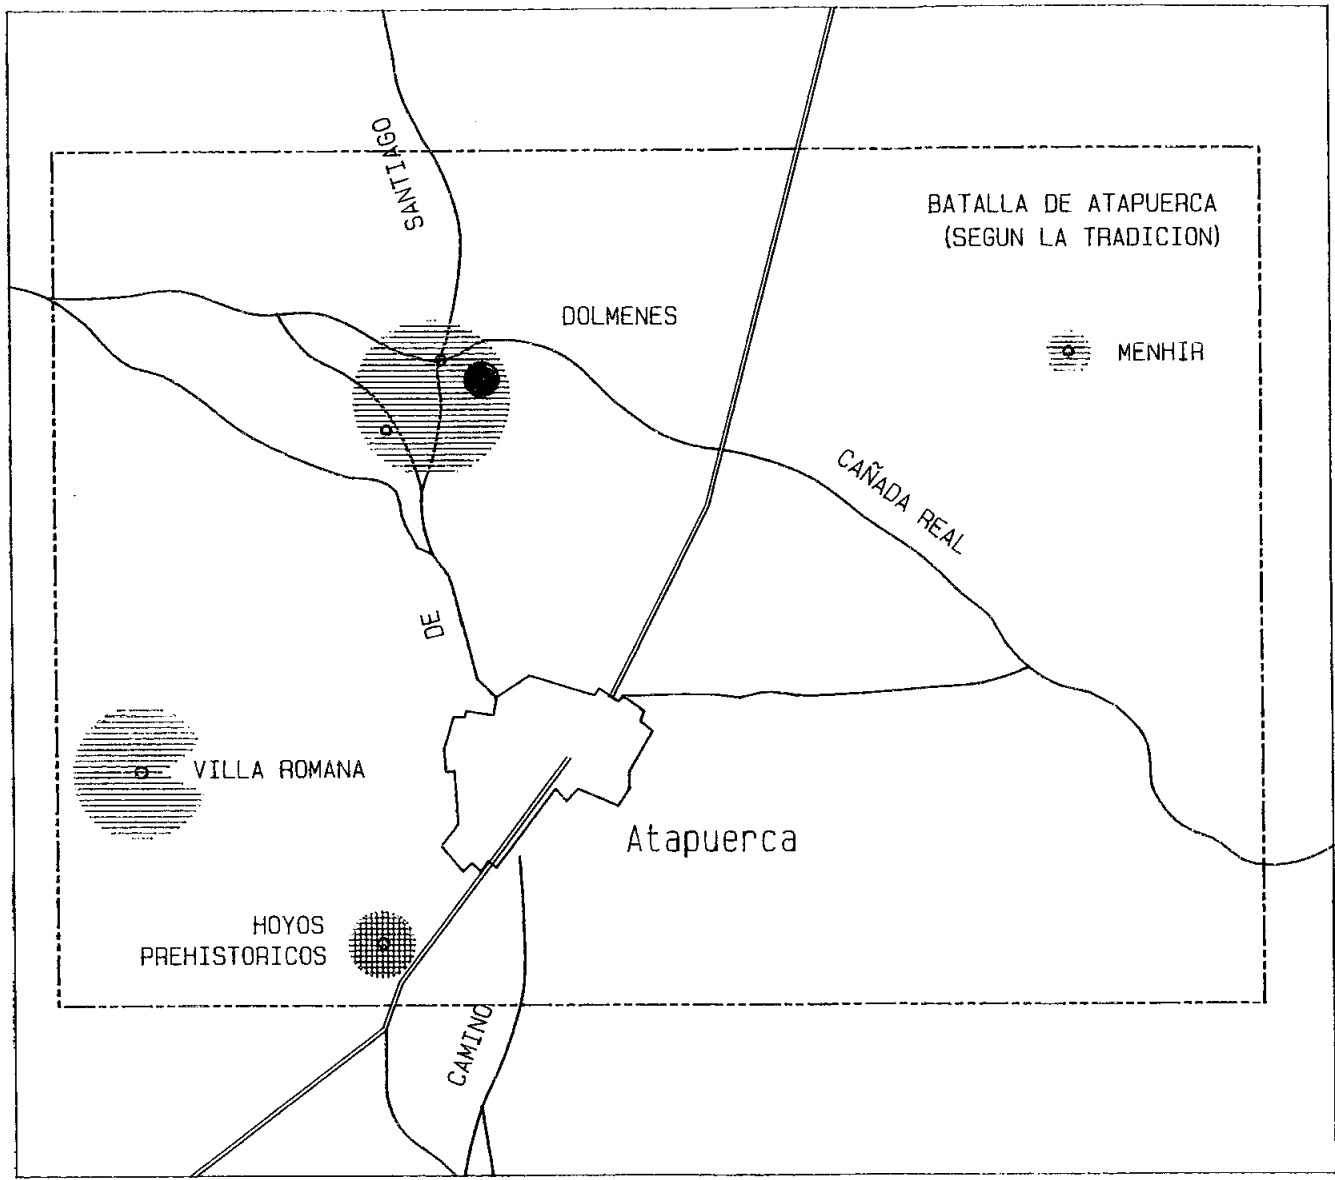 SANTIAGO
BATALLA DE ATAPUERCA
(SEGUN LA TRADICION)
DOLMENES
MENHIR
CAÑADA REAL
DE
VILLA ROMANA
Atapuerca
HOYOS
PREHISTORICOS
CAMINO